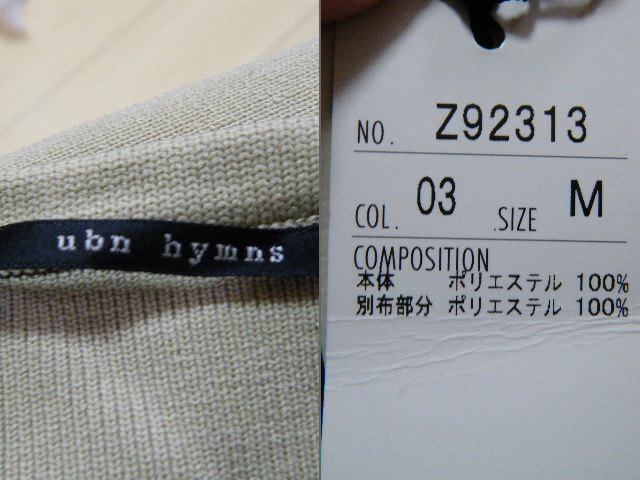 ubn hymns
NO. Z92313
COL. 03 .SIZE M
COMPOSITION
本体 ポリエステル 100%
別布部分 ポリエステル 100%